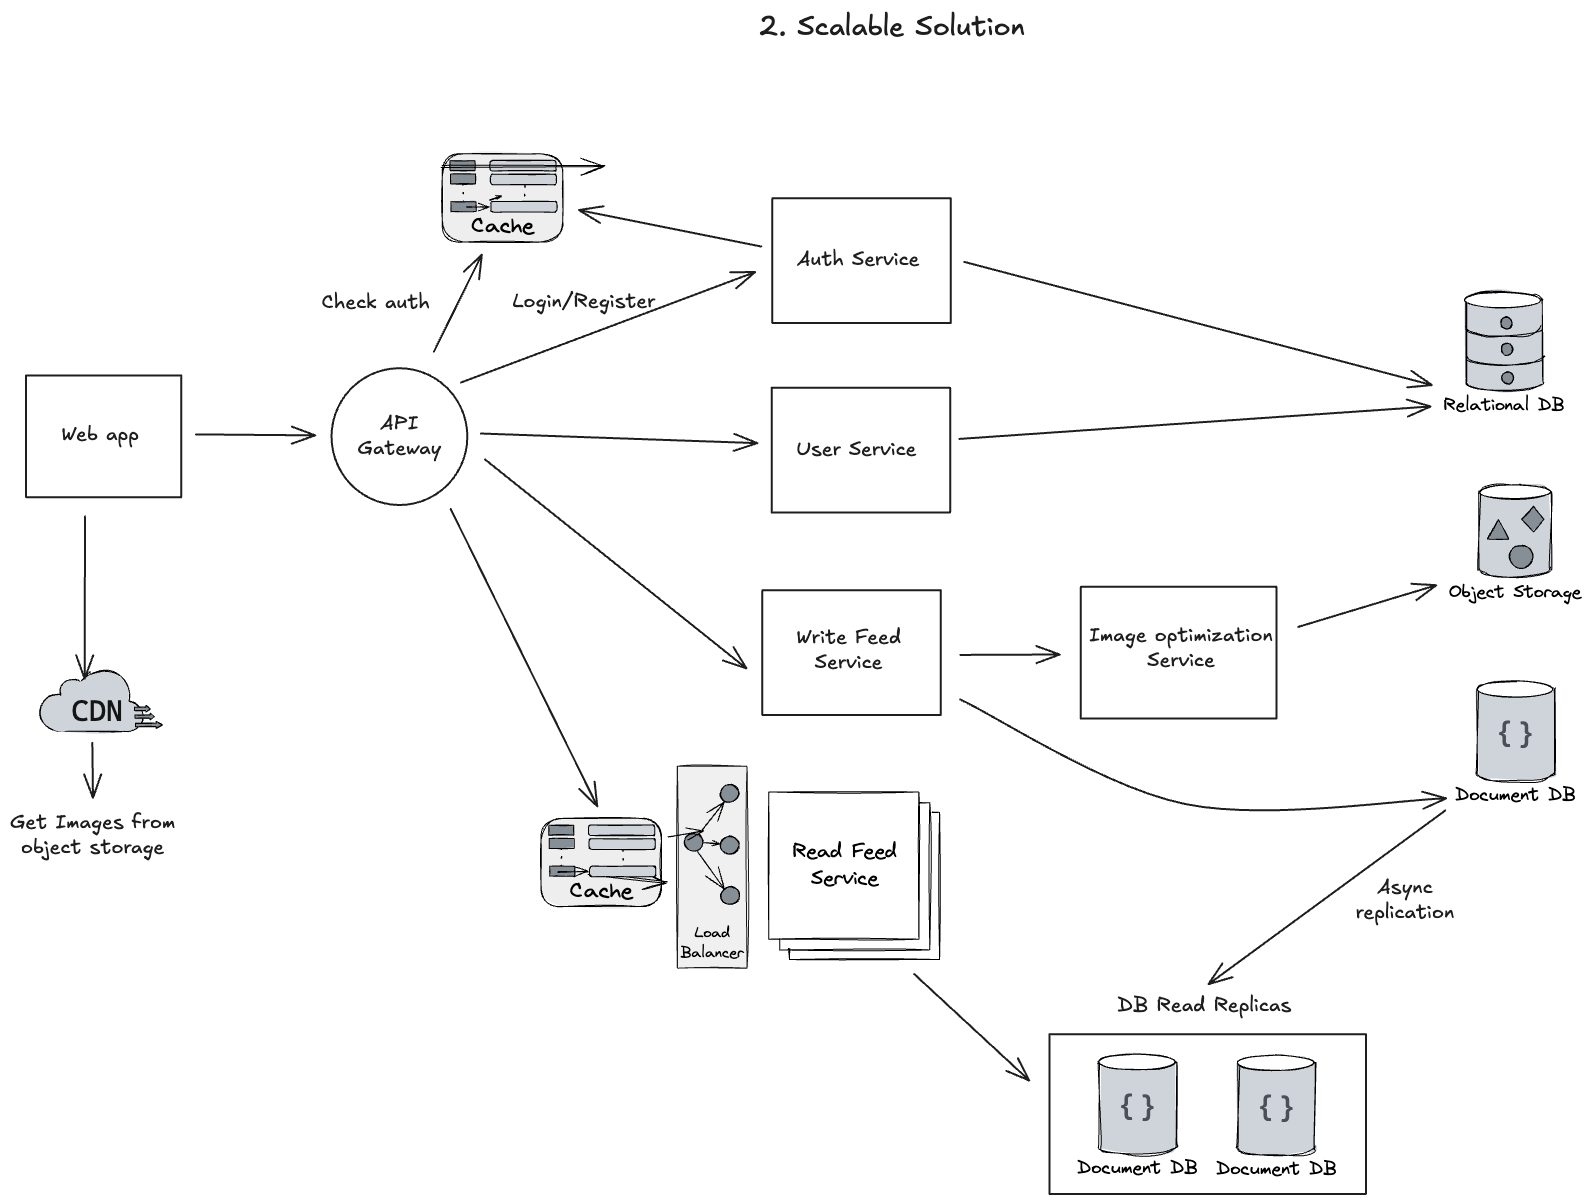 2. Scalable Solution
Cache
Check auth
Login/Register
Auth Service
Relational DB
Web app
API
Gateway
User Service
Object Storage
Write Feed
Service
Image optimization
Service
CDN
{ }
Document DB
Get Images from
object storage
Cache
Load
Balancer
Read Feed
Service
Async
replication
DB Read Replicas
{ }
{ }
Document DB
Document DB